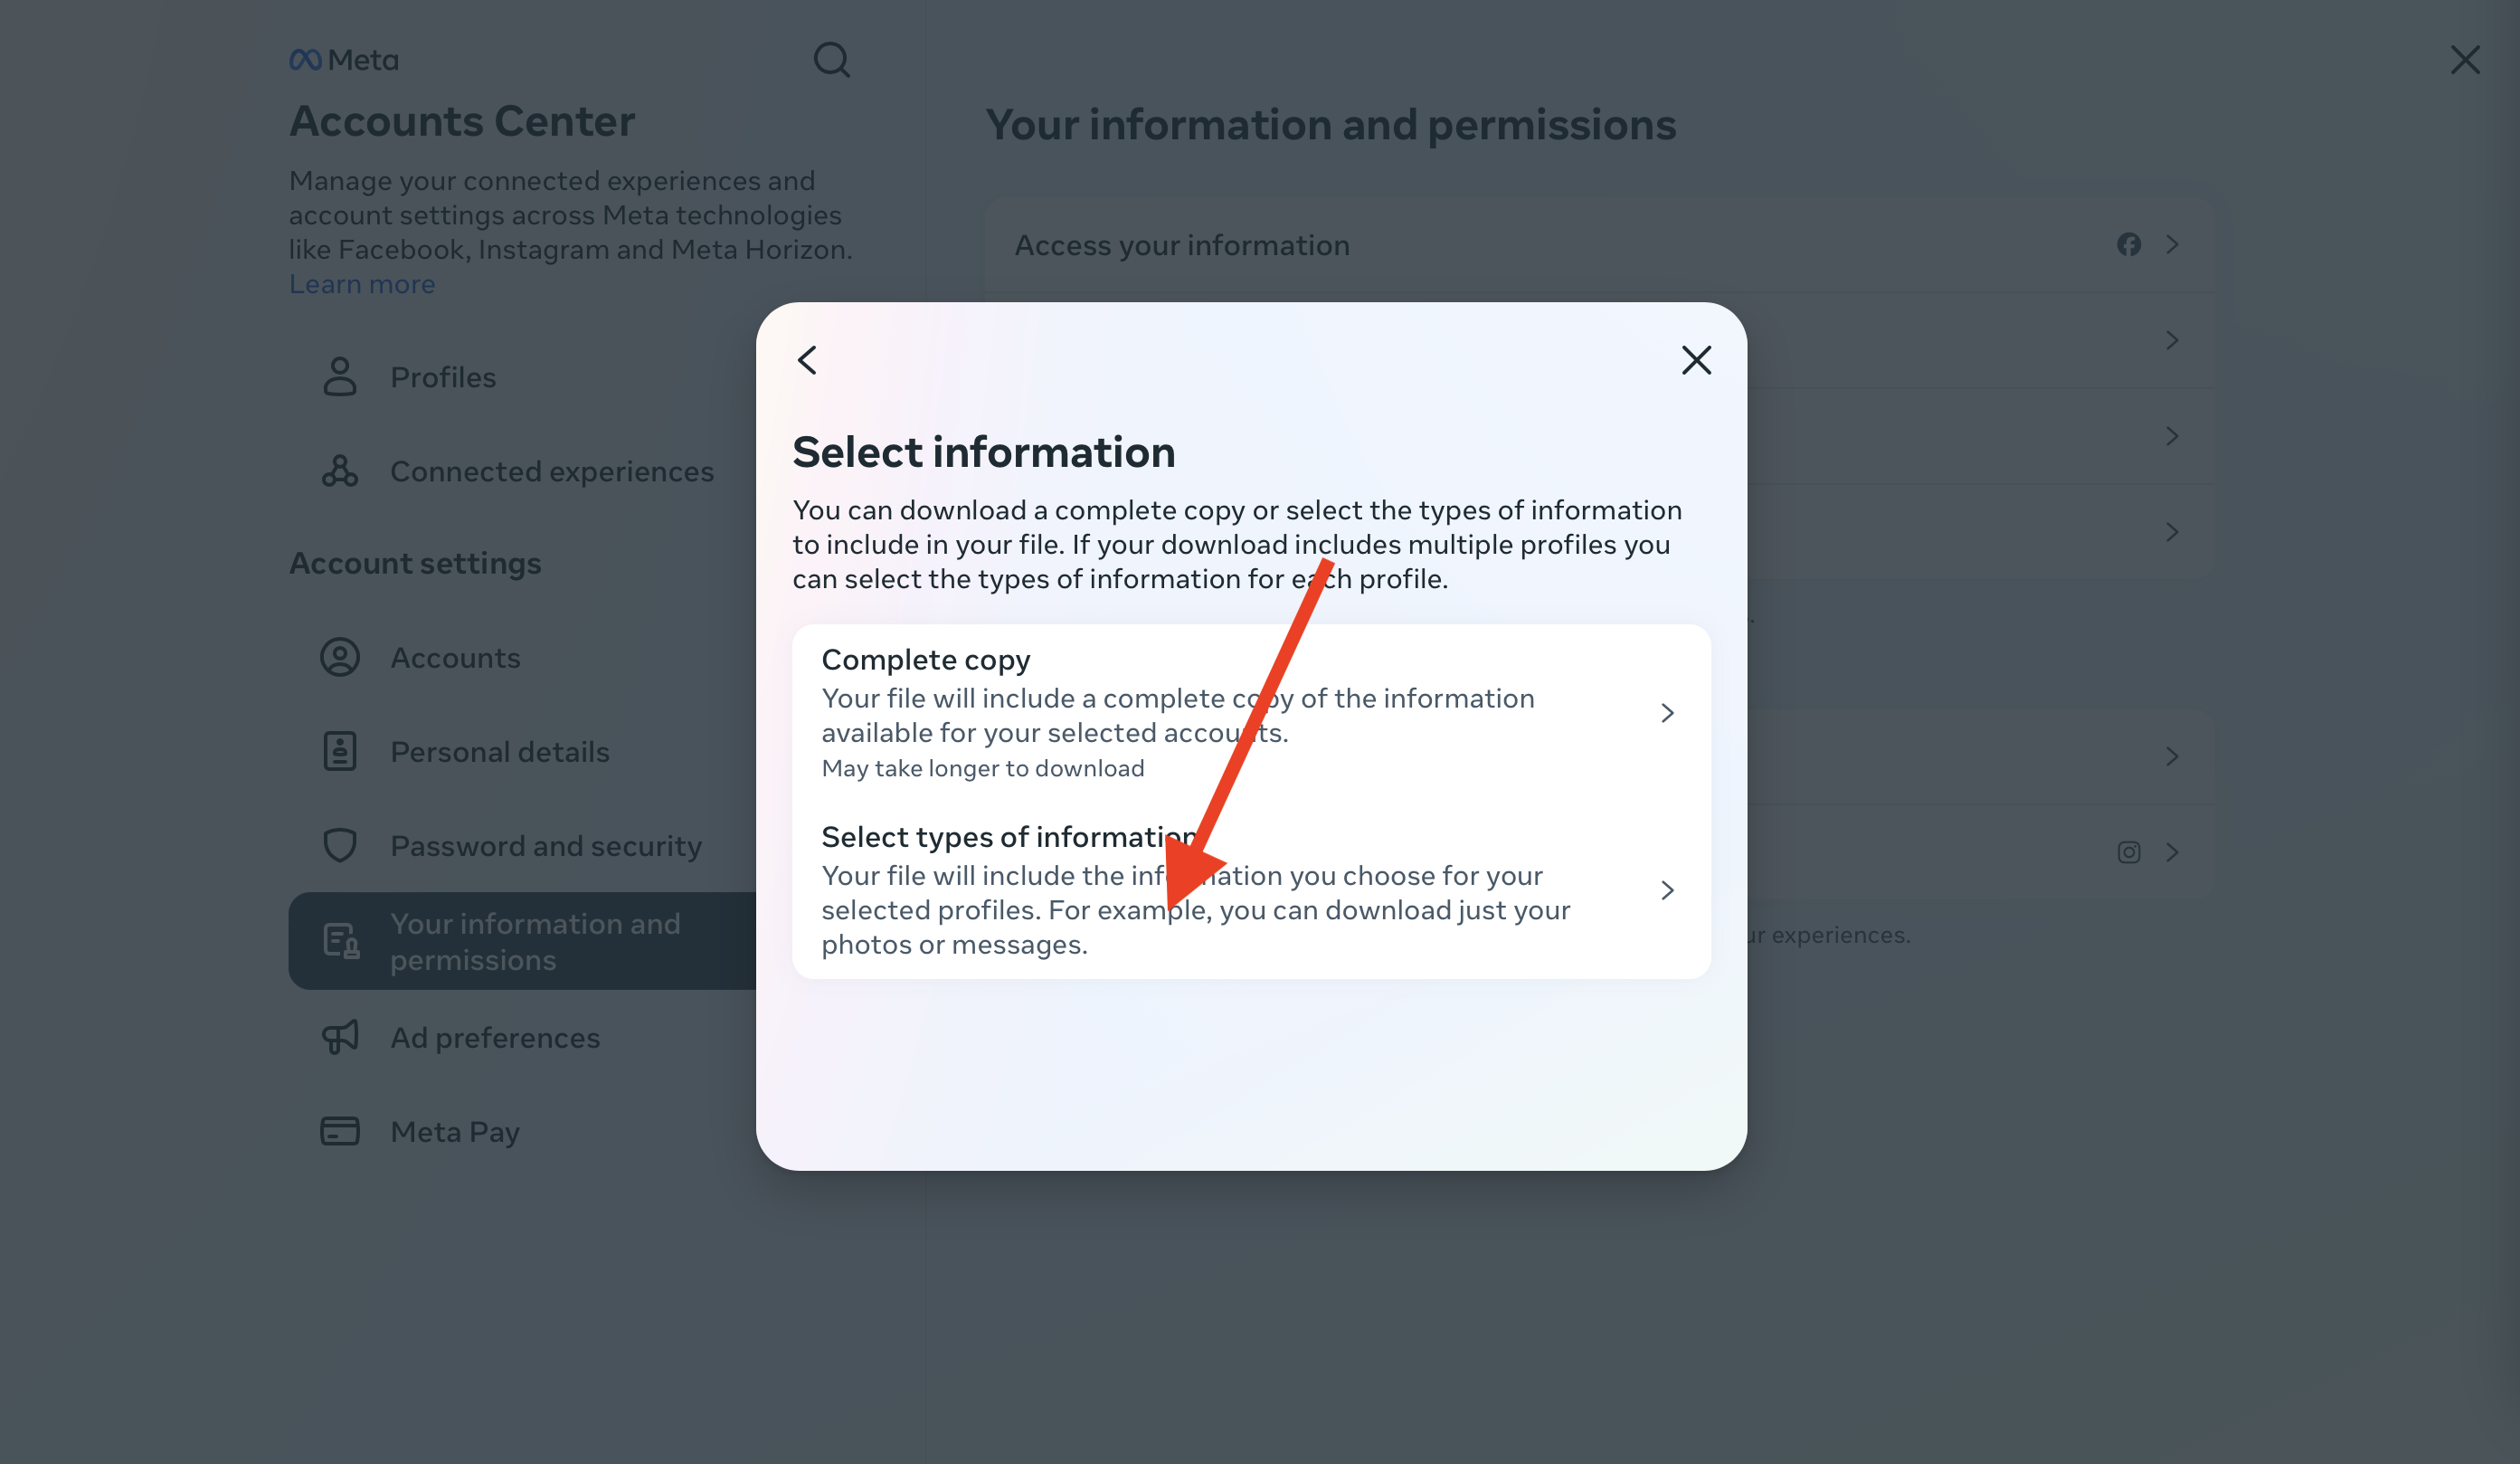 Meta
Accounts Center
Manage your connected experiences and
account settings across Meta technologies
like Facebook, Instagram and Meta Horizon.
Learn more
Profiles
Connected experiences
Account settings
Accounts
Personal details
Password and security
Your information and
permissions
Ad preferences
Meta Pay
Your information and permissions
Access your information
Select information
You can download a complete copy or select the types of information
to include in your file. If your download includes multiple profiles you
can select the types of information for each profile.
Complete copy
Your file will include a complete copy of the information
available for your selected accounts.
May take longer to download
Select types of information
Your file will include the information you choose for your
selected profiles. For example, you can download just your
photos or messages.
experiences.